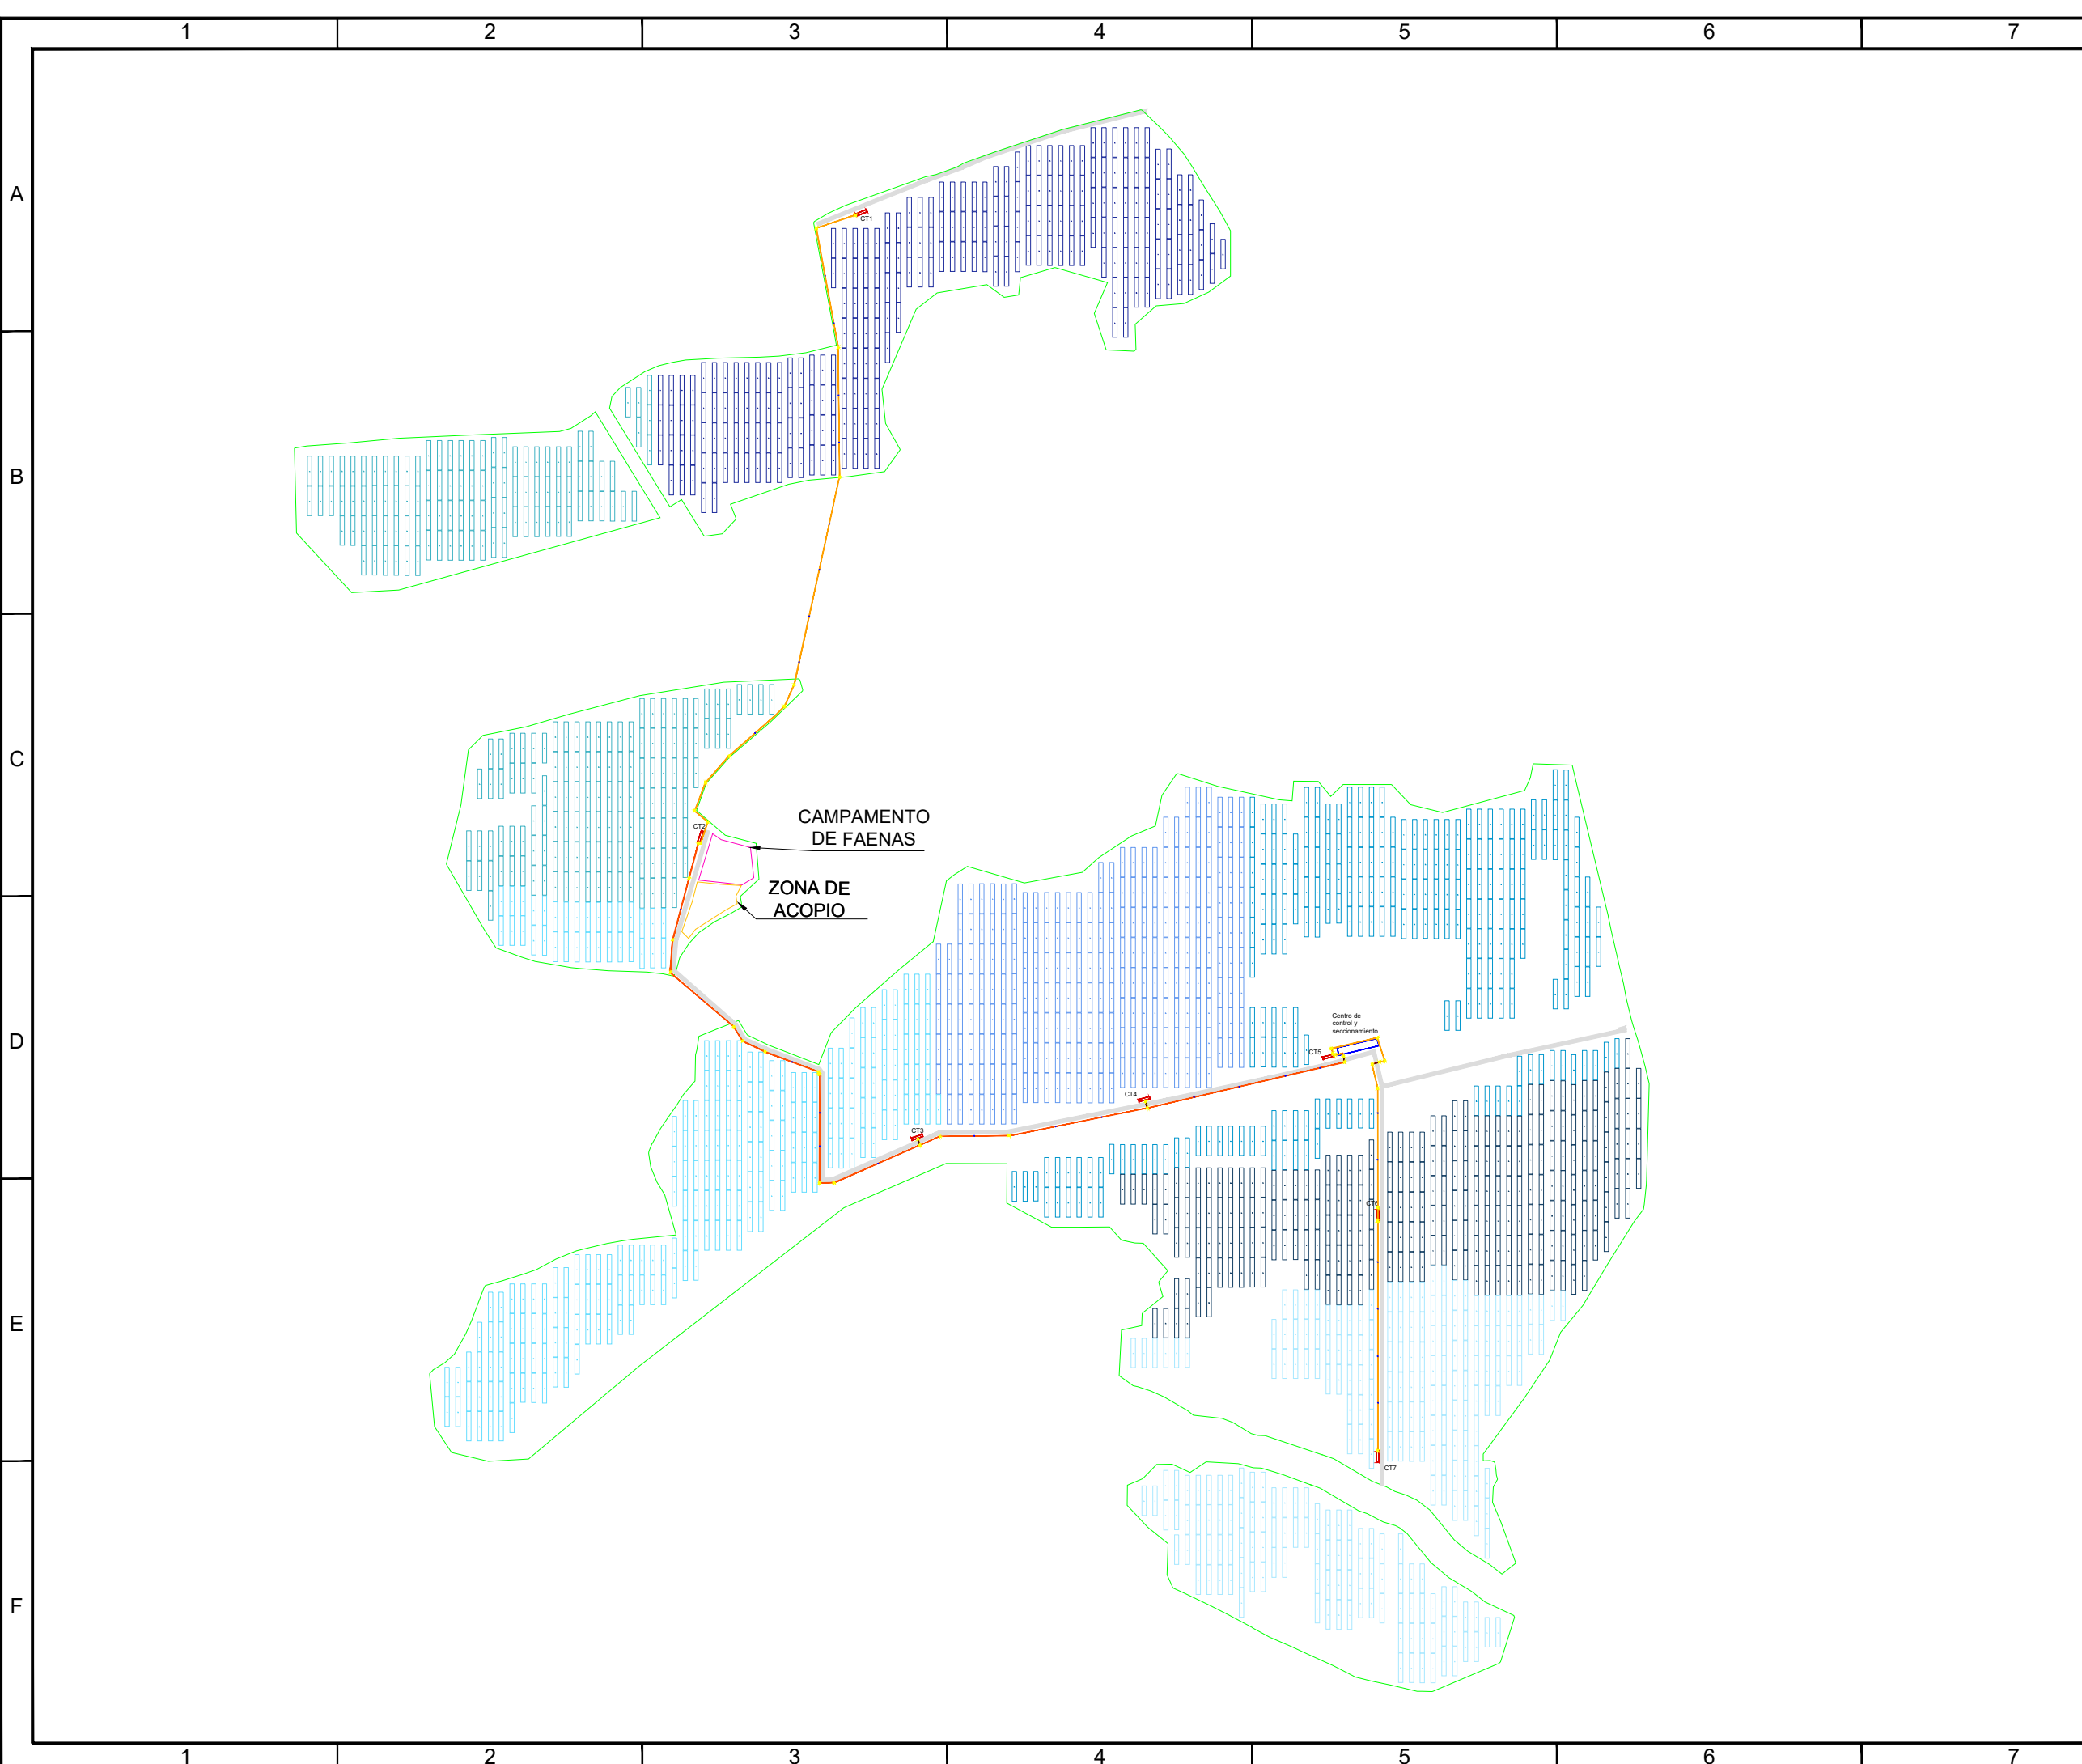 1 2 3 4 5 6 7
A
CT1
B
C
CAMPAMENTO
DE FAENAS
CT2
ZONA DE
ACOPIO
D
Centro de
control y
seccionamiento
CT5
CT4
CT3
CT6
E
CT7
F
1 2 3 4 5 6 7